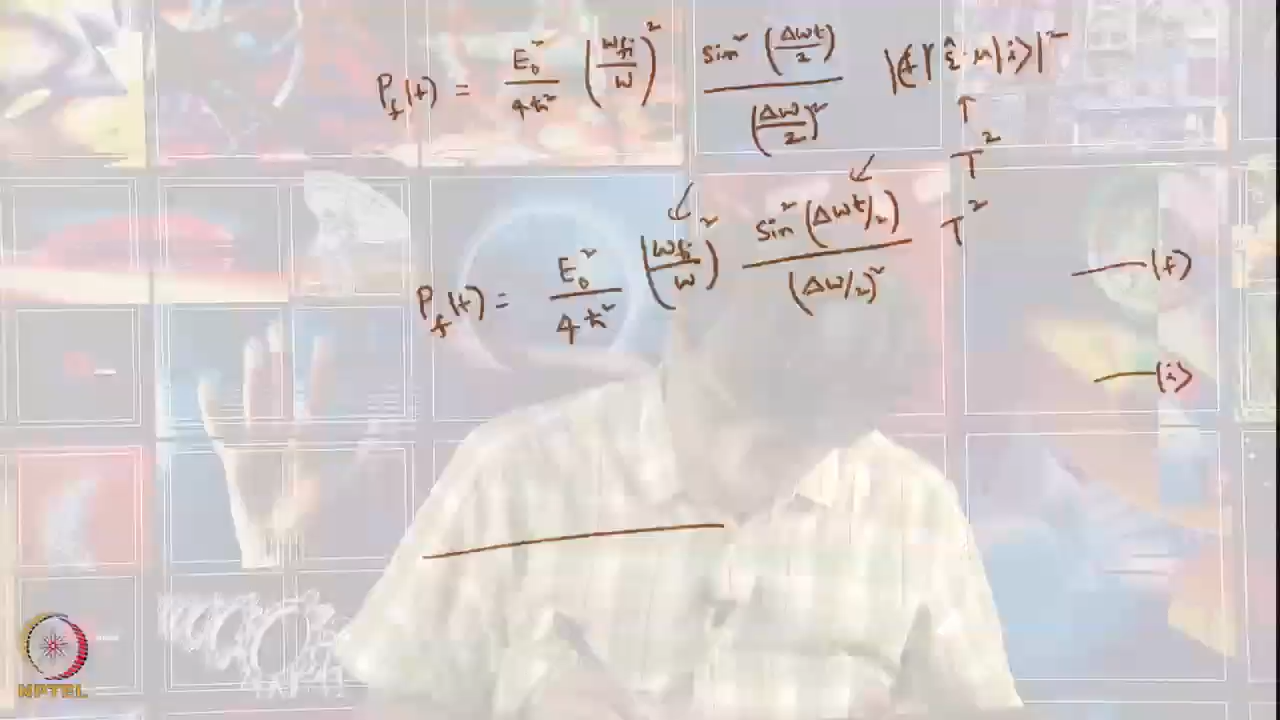 P_f(t) = E_0^2/4ħ^2 (ω_fi/ω)^2 sin^2(Δωt/2)/(Δω/2)^2 |⟨f|ε̂·μ|i⟩|^2
↑
T^2
P_f(t) = E_0^2/4ħ^2 (ω_fi/ω)^2 sin^2(Δωt/2)/(Δω/2)^2 T^2
|f⟩
|i⟩
NPTEL